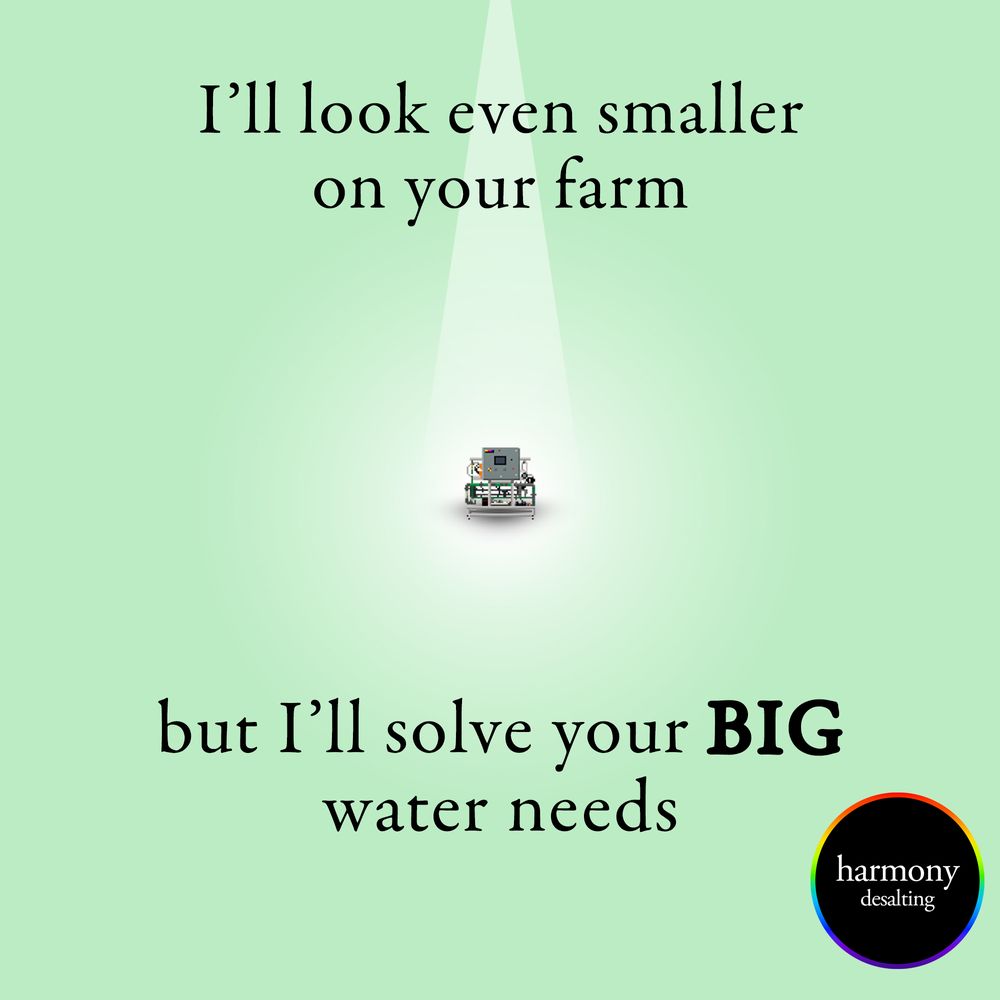 I’ll look even smaller
on your farm
but I’ll solve your BIG
water needs
harmony
desalting